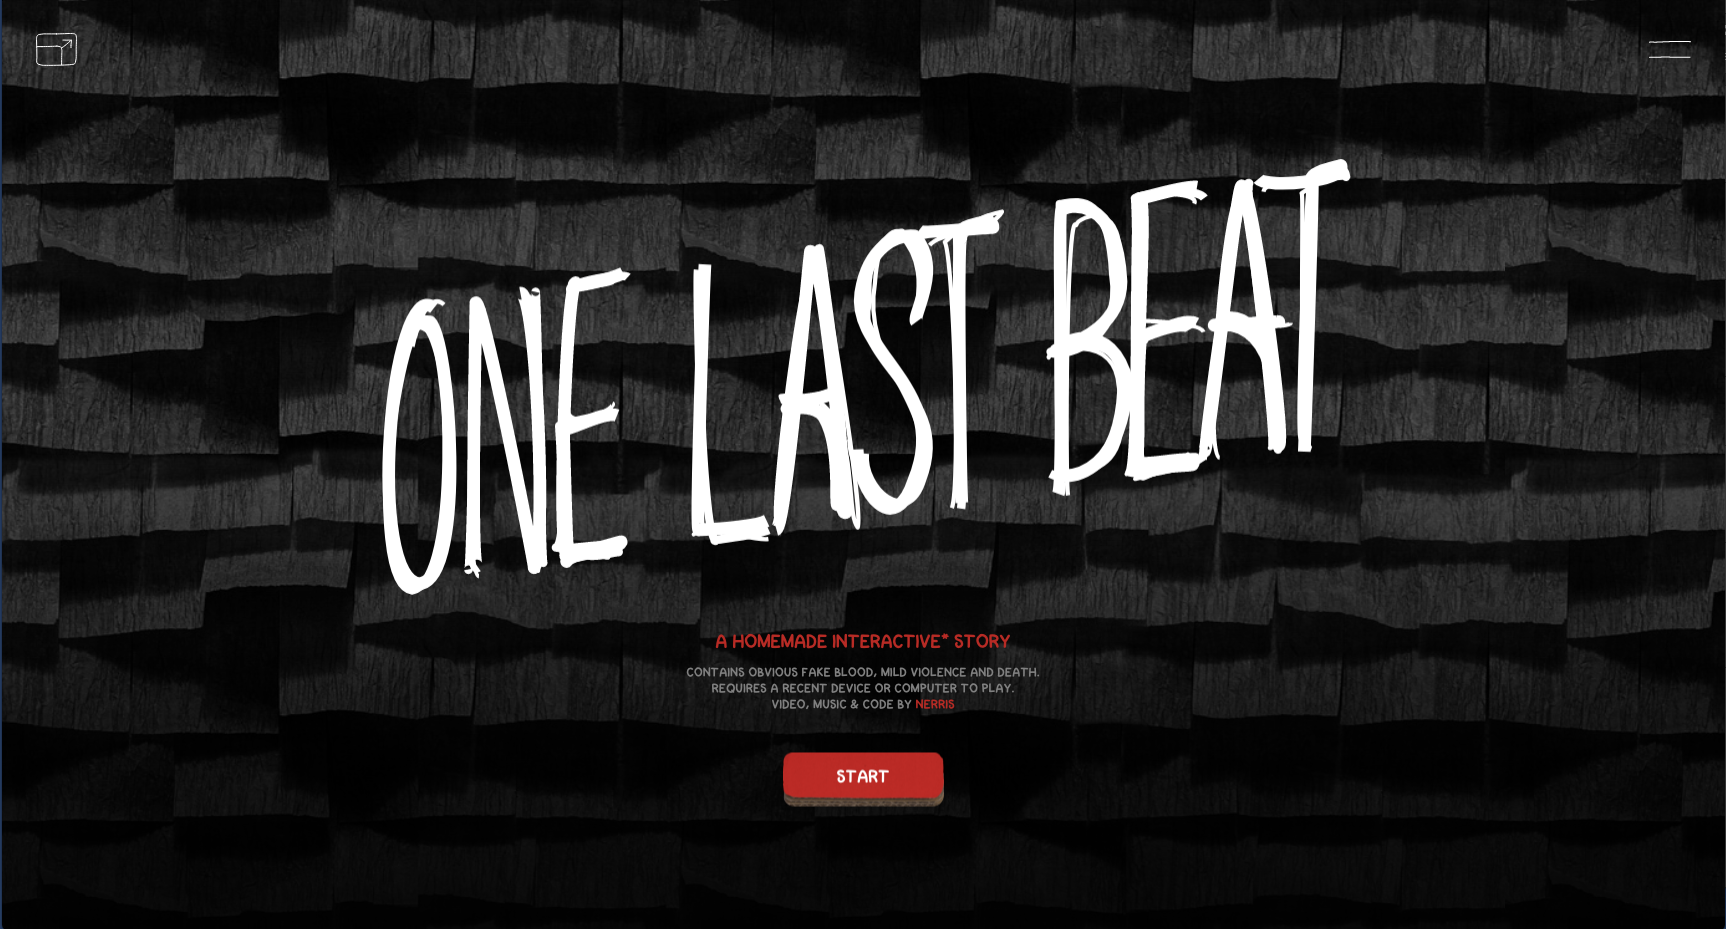 ONE LAST BEAT
A HOMEMADE INTERACTIVE* STORY
CONTAINS OBVIOUS FAKE BLOOD, MILD VIOLENCE AND DEATH.
REQUIRES A RECENT DEVICE OR COMPUTER TO PLAY.
VIDEO, MUSIC & CODE BY NERRIS
START